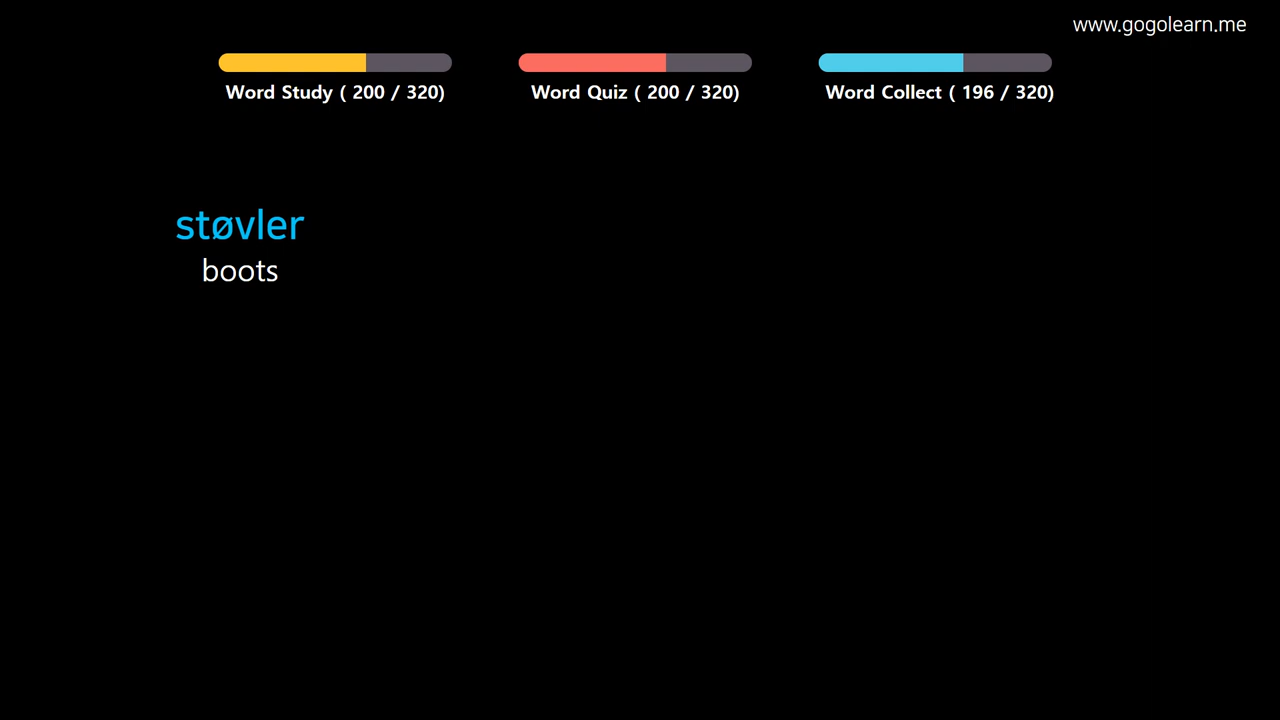 www.gogolearn.me
Word Study ( 200 / 320)
Word Quiz ( 200 / 320)
Word Collect ( 196 / 320)
støvler
boots